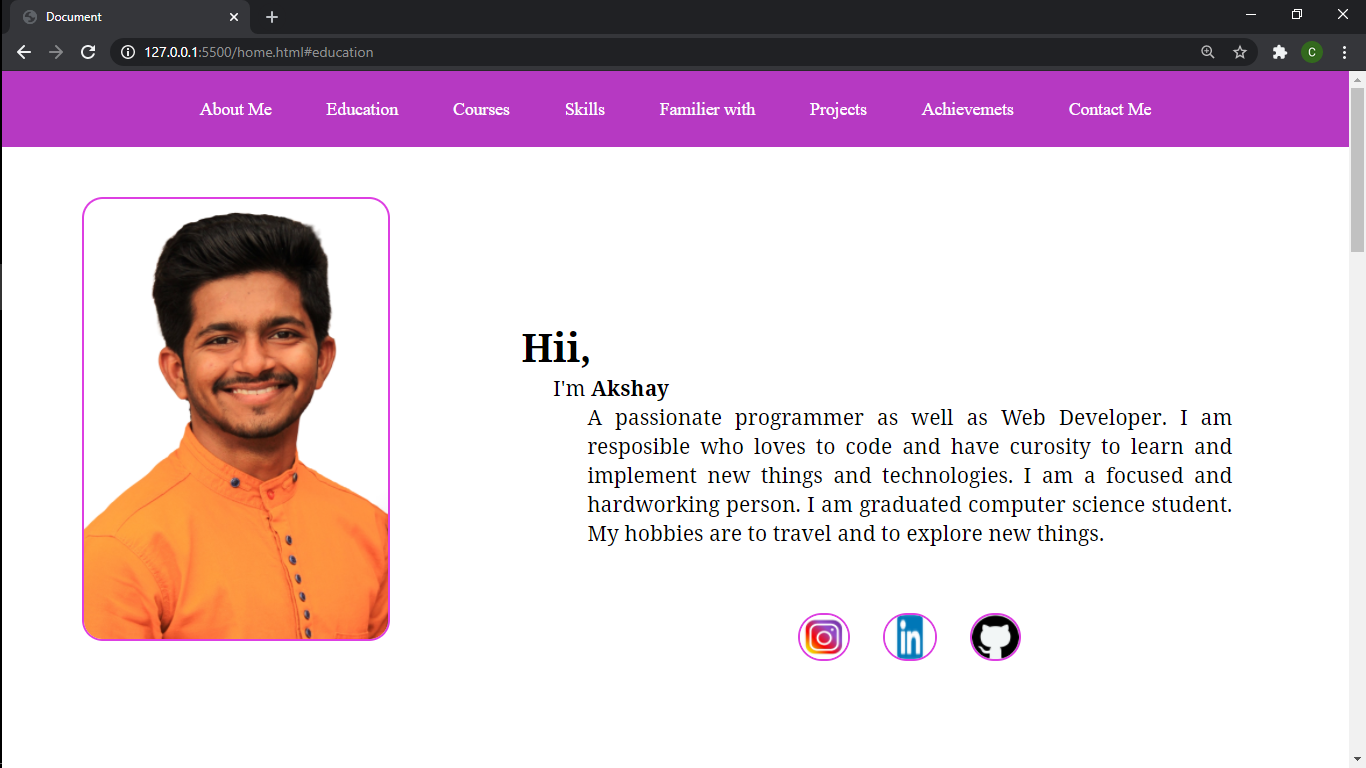 Document
127.0.0.1:5500/home.html#education
C
About Me Education Courses Skills Familier with Projects Achievemets Contact Me
Hii,
I'm Akshay
A passionate programmer as well as Web Developer. I am
resposible who loves to code and have curosity to learn and
implement new things and technologies. I am a focused and
hardworking person. I am graduated computer science student.
My hobbies are to travel and to explore new things.
in